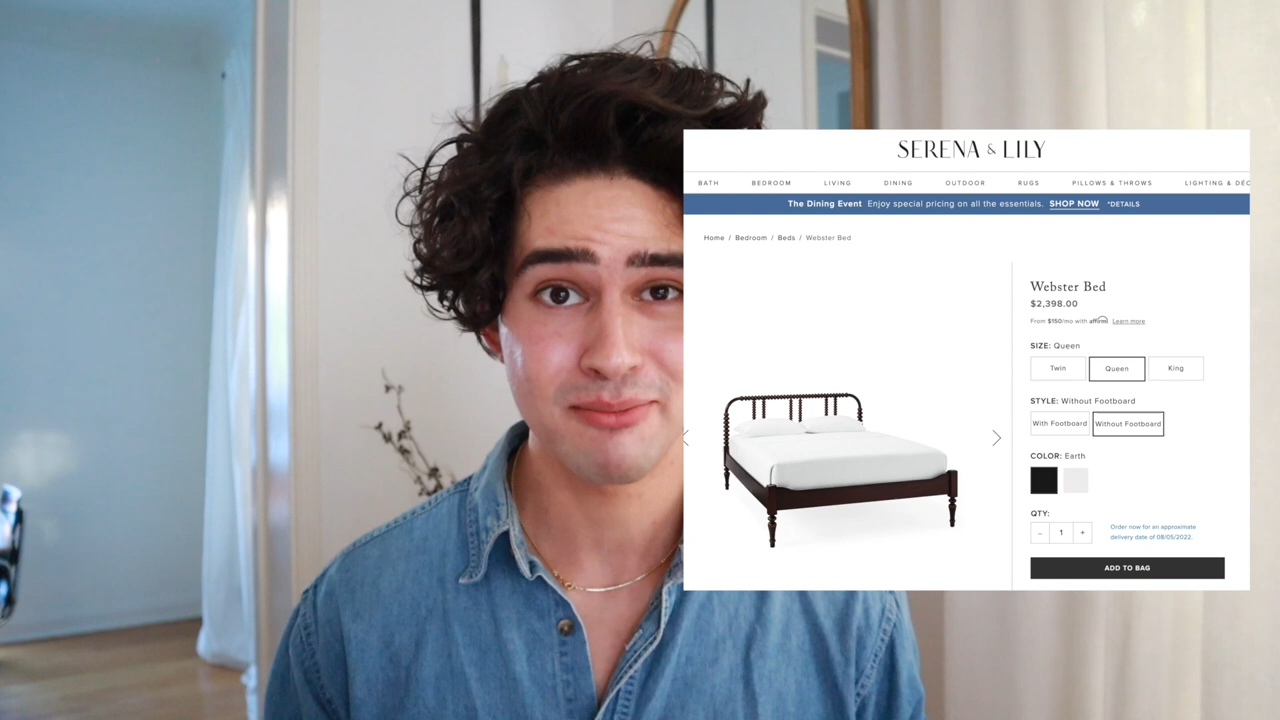 SERENA & LILY
BATH BEDROOM LIVING DINING OUTDOOR RUGS PILLOWS & THROWS LIGHTING & DÉC
The Dining Event Enjoy special pricing on all the essentials. SHOP NOW *DETAILS
Home / Bedroom / Beds / Webster Bed
Webster Bed
$2,398.00
From $150/mo with affirm Learn more
SIZE: Queen
Twin Queen King
STYLE: Without Footboard
With Footboard Without Footboard
COLOR: Earth
QTY:
– 1 +
Order now for an approximate
delivery date of 08/05/2022.
ADD TO BAG